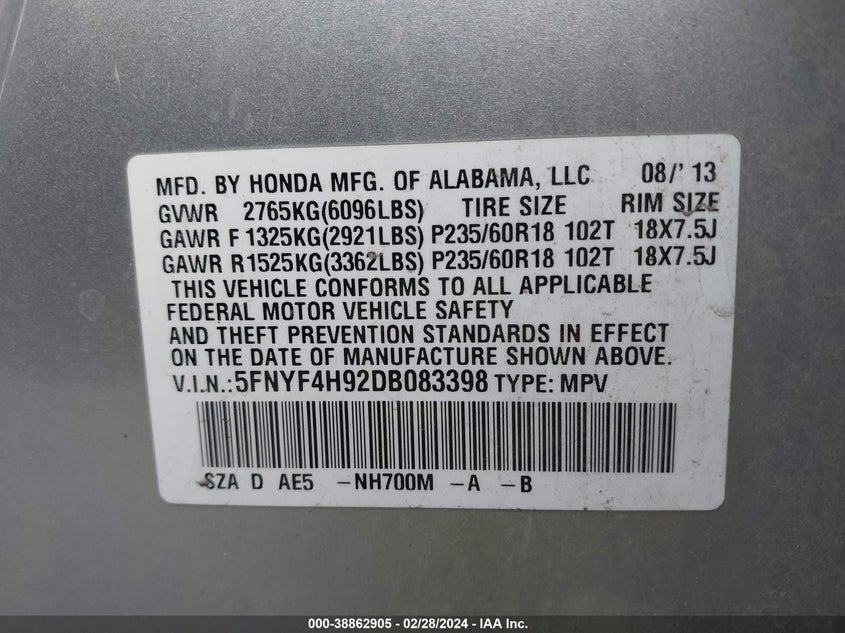 MFD. BY HONDA MFG. OF ALABAMA, LLC 08/' 13
GVWR 2765KG(6096LBS) TIRE SIZE RIM SIZE
GAWR F 1325KG(2921LBS) P235/60R18 102T 18X7.5J
GAWR R1525KG(3362LBS) P235/60R18 102T 18X7.5J
THIS VEHICLE CONFORMS TO ALL APPLICABLE
FEDERAL MOTOR VEHICLE SAFETY
AND THEFT PREVENTION STANDARDS IN EFFECT
ON THE DATE OF MANUFACTURE SHOWN ABOVE.
V.I.N.:5FNYF4H92DB083398 TYPE: MPV
SZA D AE5 -NH700M -A -B
000-38862905 - 02/28/2024 - IAA Inc.